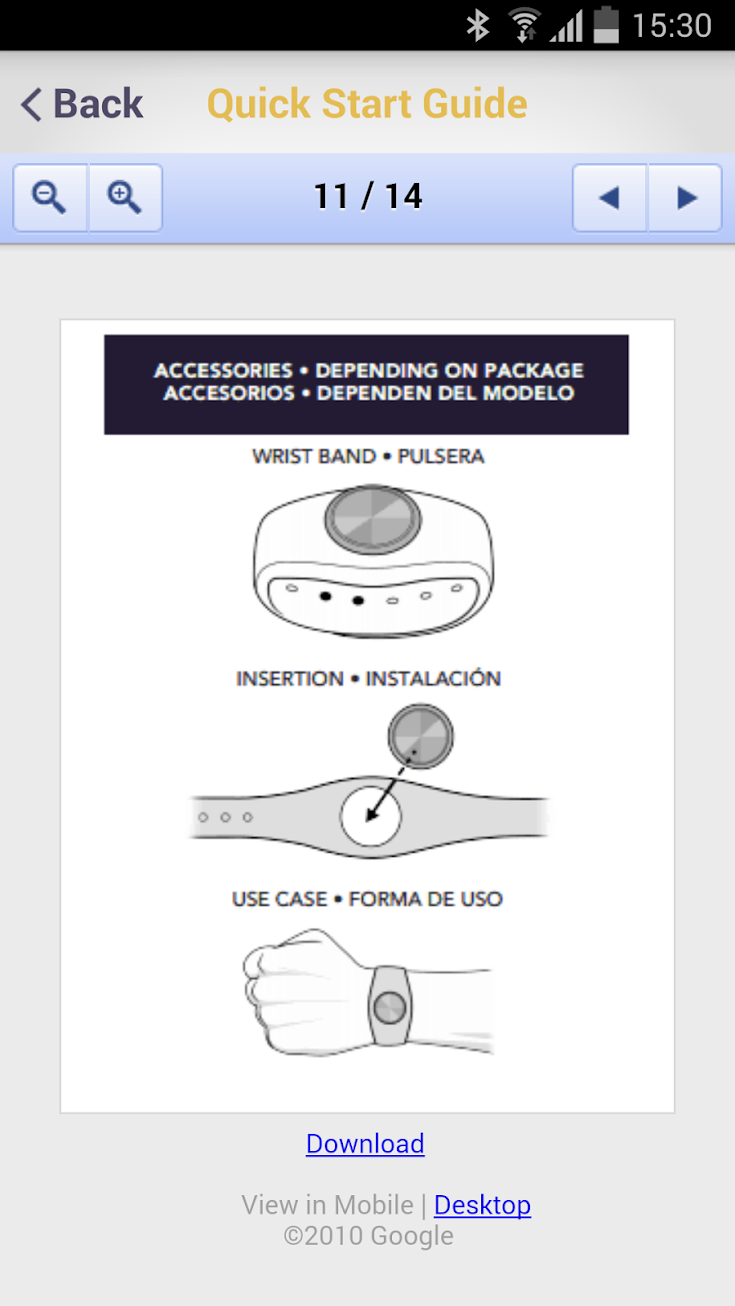 15:30
Back Quick Start Guide
11 / 14
ACCESSORIES • DEPENDING ON PACKAGE
ACCESORIOS • DEPENDEN DEL MODELO
WRIST BAND • PULSERA
INSERTION • INSTALACIÓN
USE CASE • FORMA DE USO
Download
View in Mobile | Desktop
©2010 Google